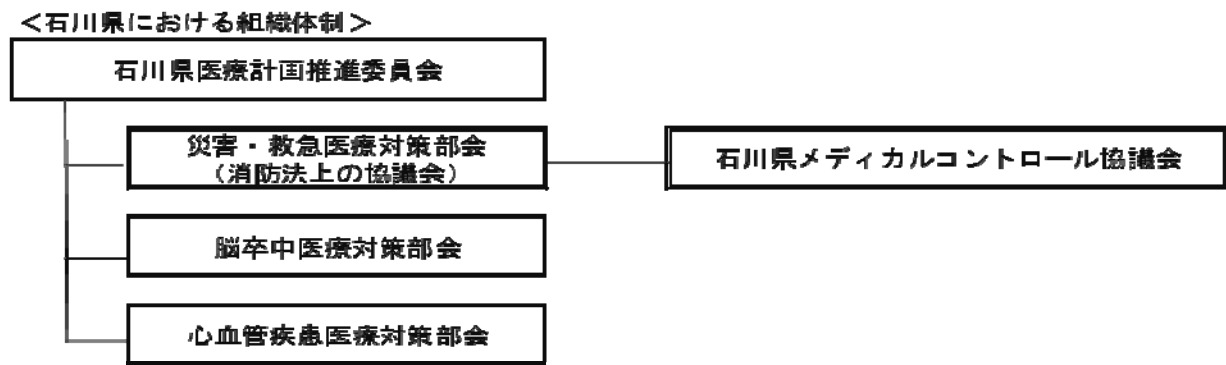 ＜石川県における組織体制＞
石川県医療計画推進委員会
災害・救急医療対策部会
（消防法上の協議会）
石川県メディカルコントロール協議会
脳卒中医療対策部会
心血管疾患医療対策部会